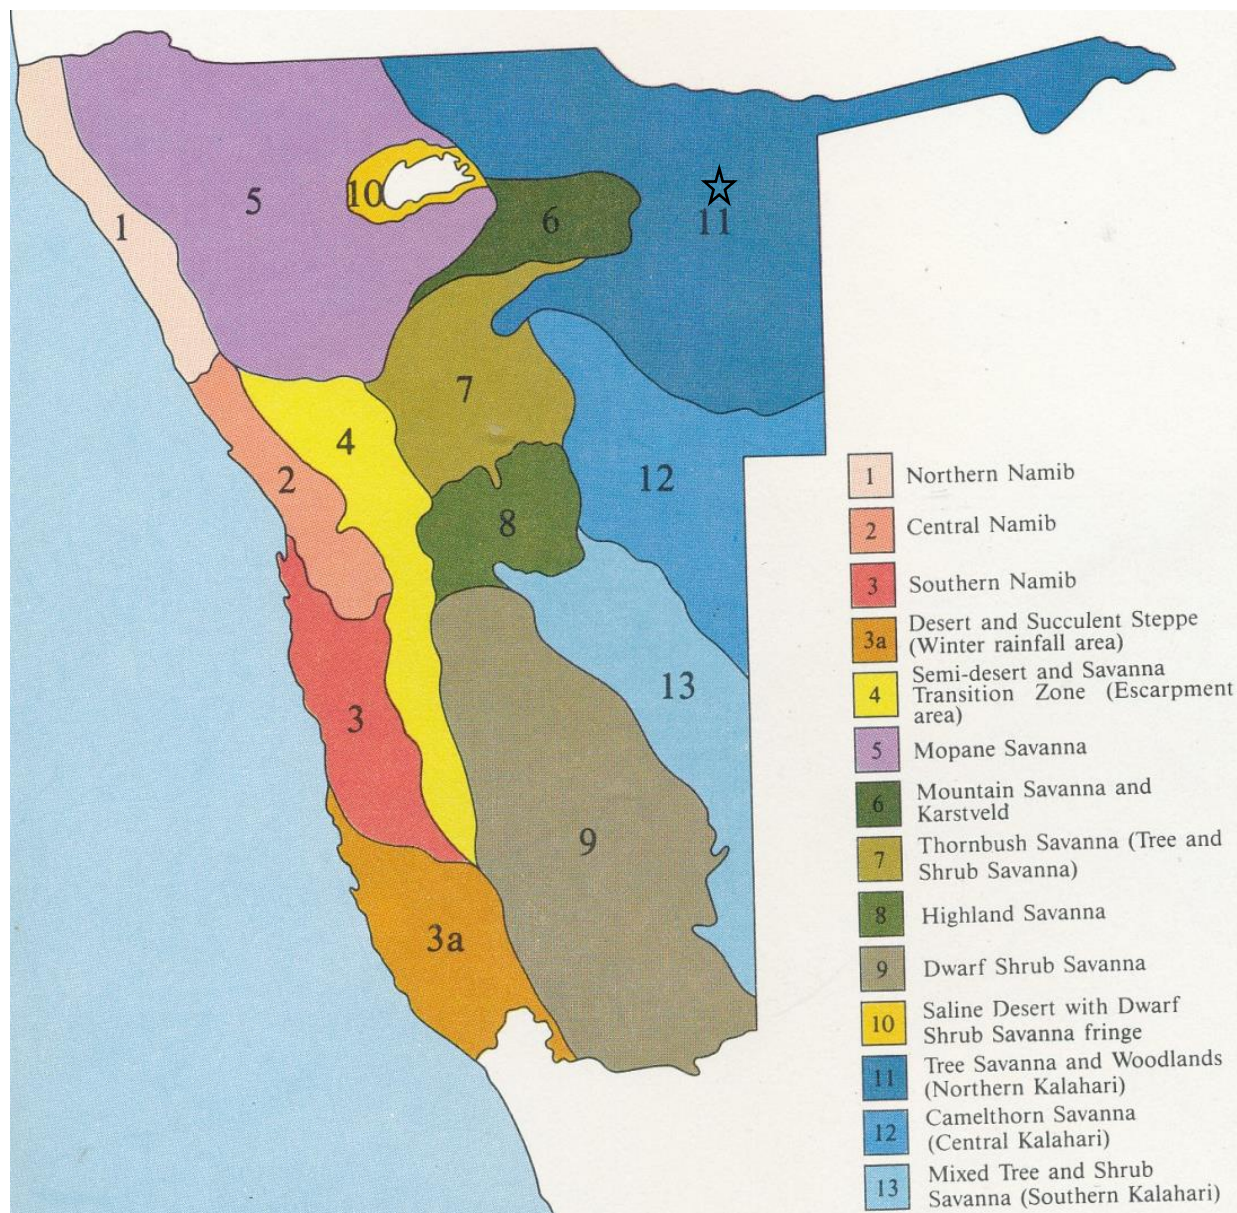 1
5
10
6
11
7
4
2
12
8
3
13
9
3a
1 Northern Namib
2 Central Namib
3 Southern Namib
3a Desert and Succulent Steppe
(Winter rainfall area)
4 Semi-desert and Savanna
Transition Zone (Escarpment
area)
5 Mopane Savanna
6 Mountain Savanna and
Karstveld
7 Thornbush Savanna (Tree and
Shrub Savanna)
8 Highland Savanna
9 Dwarf Shrub Savanna
10 Saline Desert with Dwarf
Shrub Savanna fringe
11 Tree Savanna and Woodlands
(Northern Kalahari)
12 Camelthorn Savanna
(Central Kalahari)
13 Mixed Tree and Shrub
Savanna (Southern Kalahari)